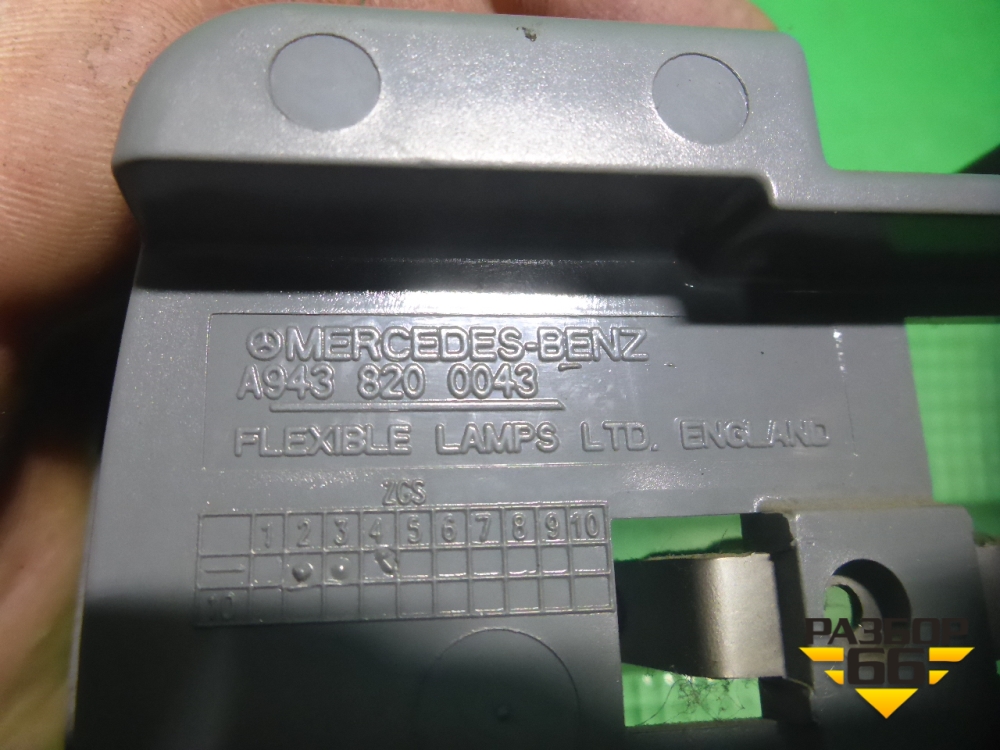 MERCEDES-BENZ
A943 820 0043
FLEXIBLE LAMPS LTD. ENGLAND
ZGS
1 2 3 4 5 6 7 8 9 10
10
РАЗБОР
66